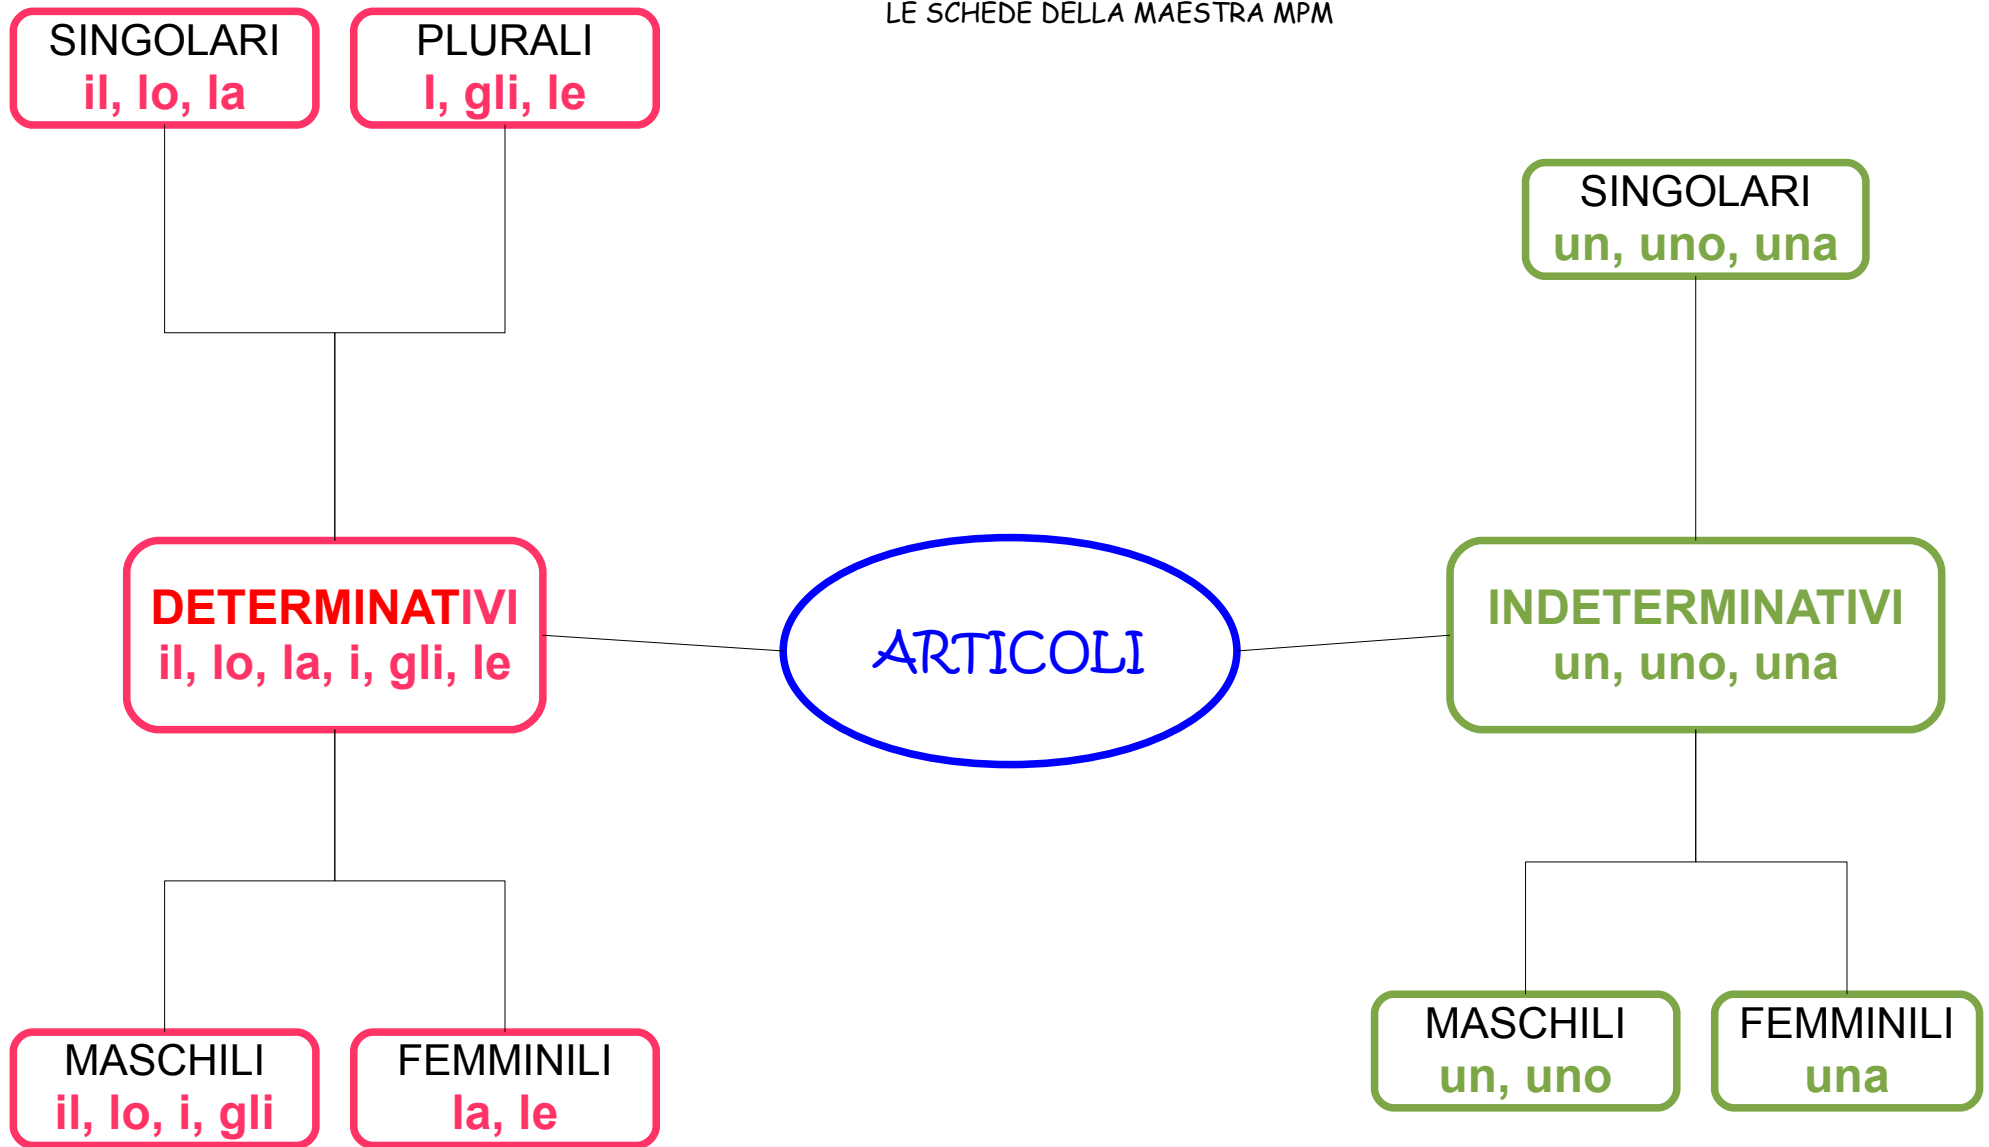 LE SCHEDE DELLA MAESTRA MPM
SINGOLARI
il, lo, la
PLURALI
I, gli, le
SINGOLARI
un, uno, una
DETERMINATIVI
il, lo, la, i, gli, le
ARTICOLI
INDETERMINATIVI
un, uno, una
MASCHILI
il, lo, i, gli
FEMMINILI
la, le
MASCHILI
un, uno
FEMMINILI
una